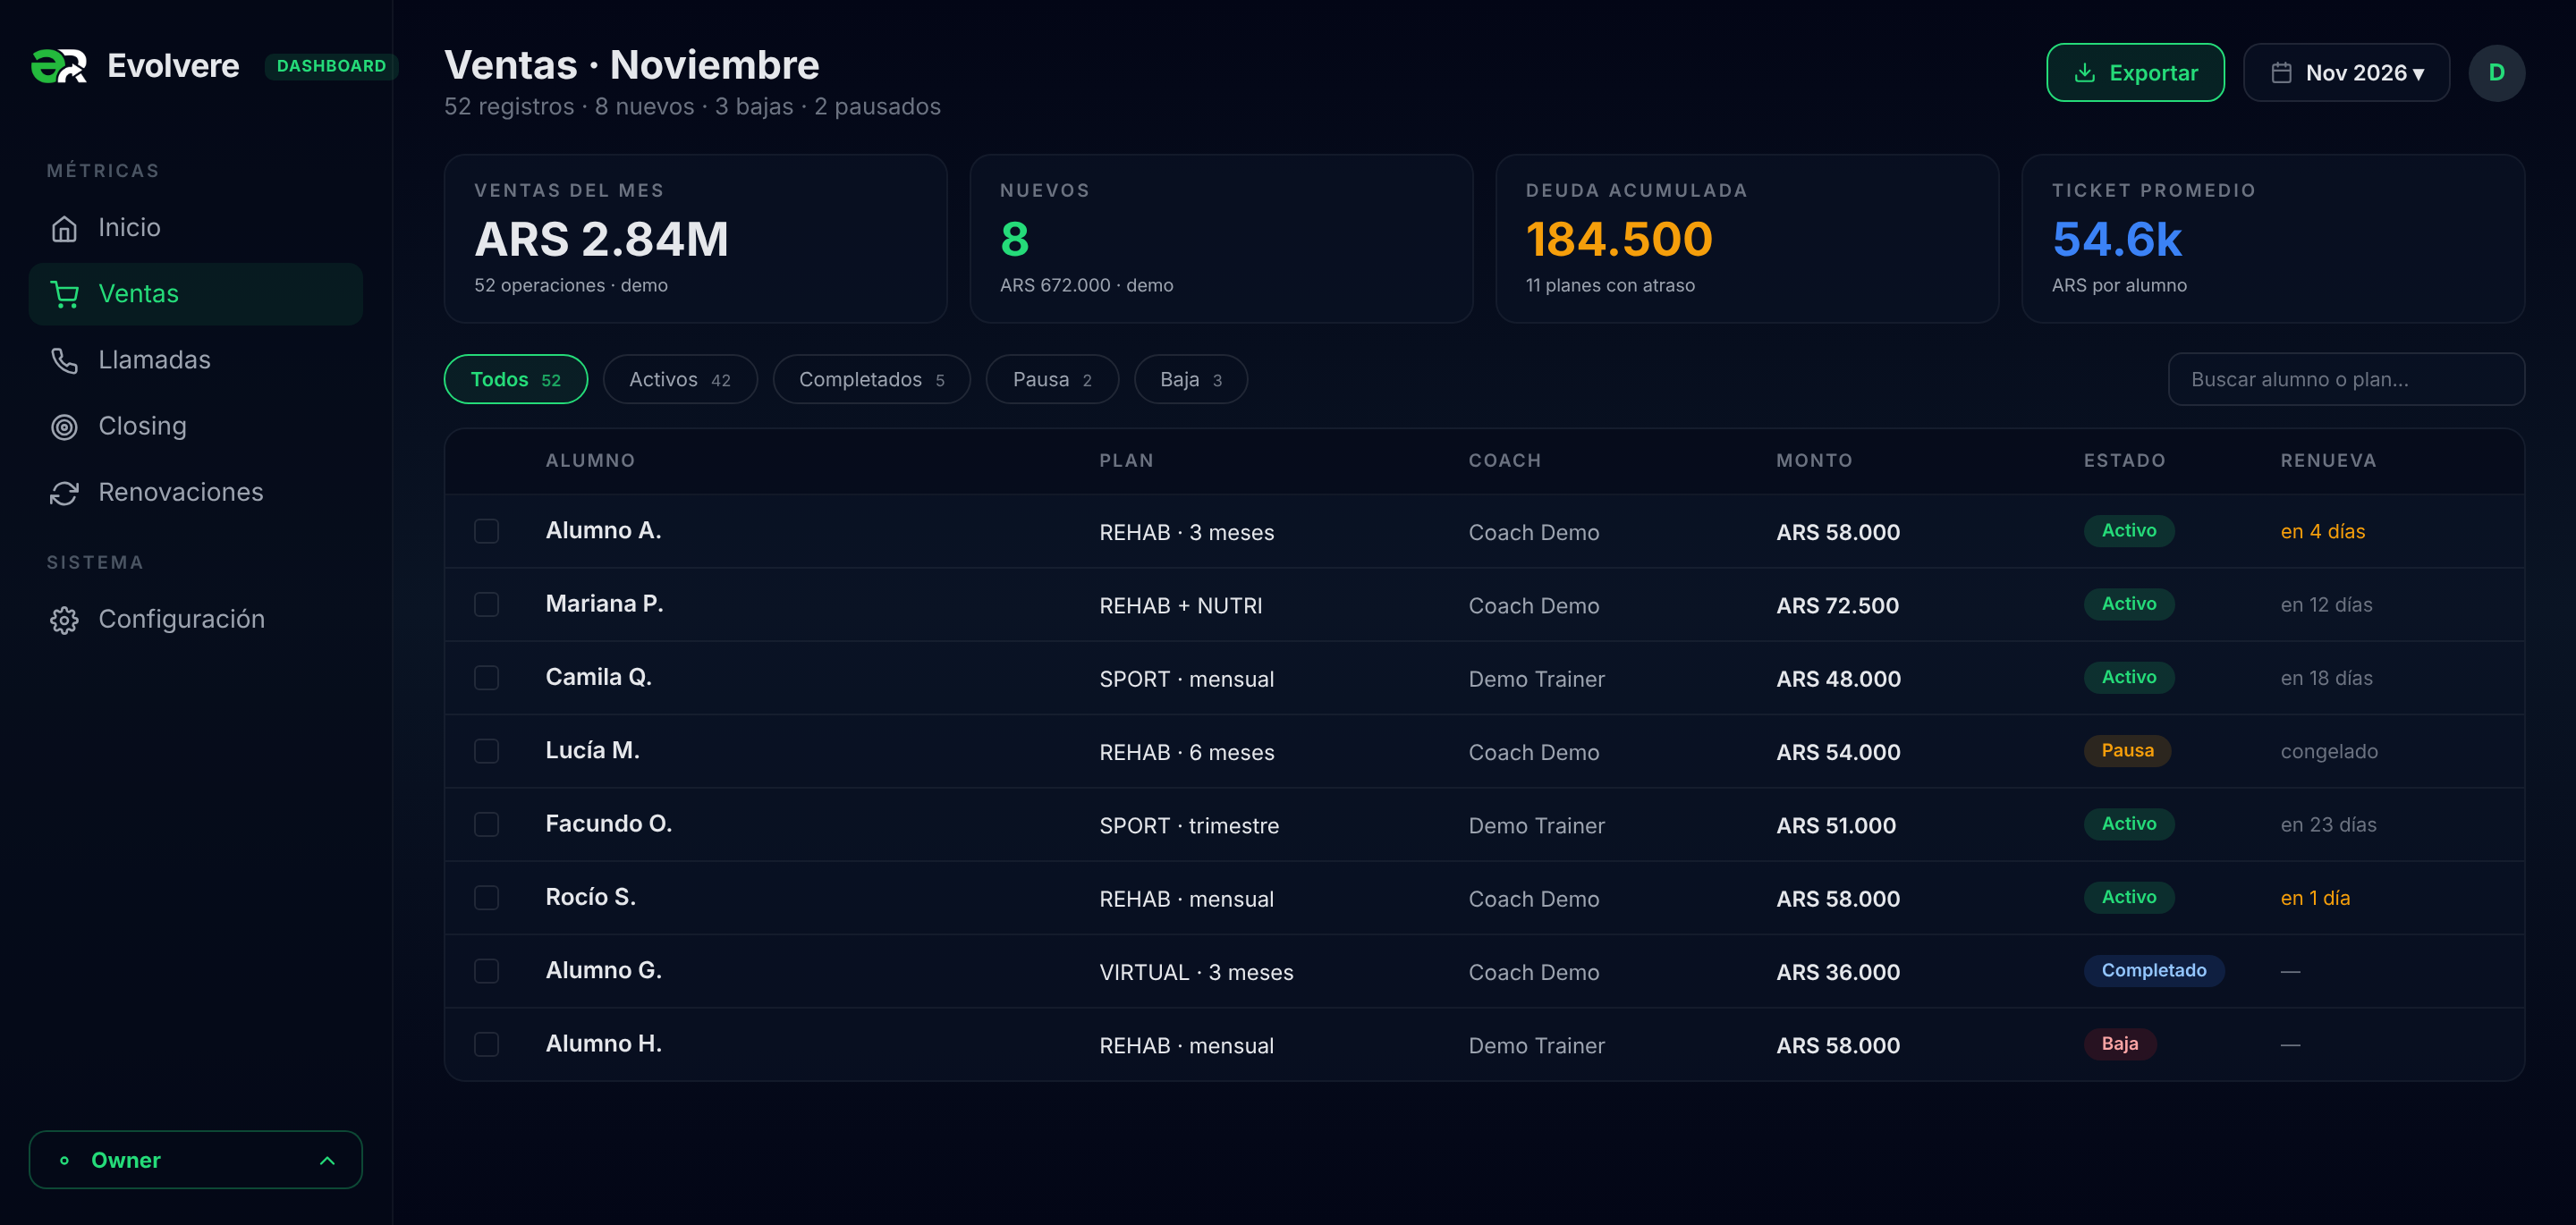 Evolvere DASHBOARD
MÉTRICAS
Inicio
Ventas
Llamadas
Closing
Renovaciones
SISTEMA
Configuración
Owner
Ventas · Noviembre
52 registros · 8 nuevos · 3 bajas · 2 pausados
Exportar
Nov 2026 ▾
D
VENTAS DEL MES
ARS 2.84M
52 operaciones · demo
NUEVOS
8
ARS 672.000 · demo
DEUDA ACUMULADA
184.500
11 planes con atraso
TICKET PROMEDIO
54.6k
ARS por alumno
Todos 52 Activos 42 Completados 5 Pausa 2 Baja 3
Buscar alumno o plan...
ALUMNO PLAN COACH MONTO ESTADO RENUEVA
Alumno A. REHAB · 3 meses Coach Demo ARS 58.000 Activo en 4 días
Mariana P. REHAB + NUTRI Coach Demo ARS 72.500 Activo en 12 días
Camila Q. SPORT · mensual Demo Trainer ARS 48.000 Activo en 18 días
Lucía M. REHAB · 6 meses Coach Demo ARS 54.000 Pausa congelado
Facundo O. SPORT · trimestre Demo Trainer ARS 51.000 Activo en 23 días
Rocío S. REHAB · mensual Coach Demo ARS 58.000 Activo en 1 día
Alumno G. VIRTUAL · 3 meses Coach Demo ARS 36.000 Completado —
Alumno H. REHAB · mensual Demo Trainer ARS 58.000 Baja —